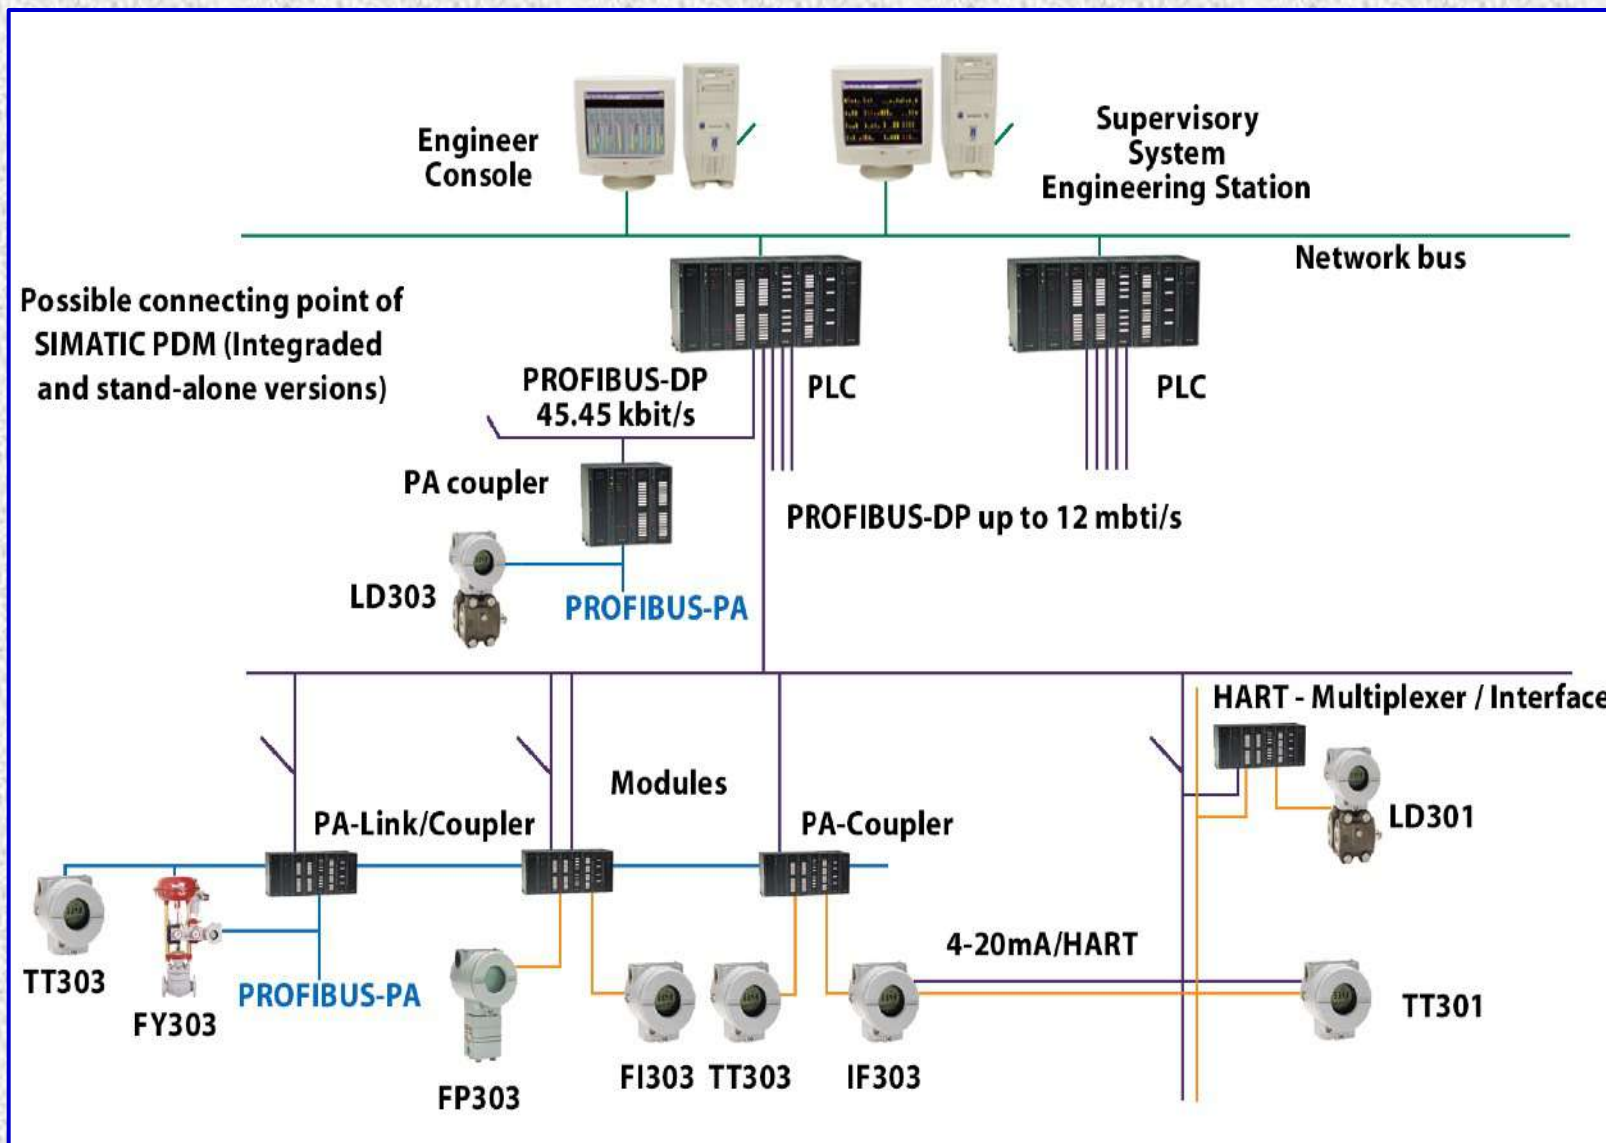 Engineer
Console
Supervisory
System
Engineering Station
Network bus
Possible connecting point of
SIMATIC PDM (Integraded
and stand-alone versions)
PROFIBUS-DP
45.45 kbit/s
PLC
PLC
PA coupler
PROFIBUS-DP up to 12 mbti/s
LD303
PROFIBUS-PA
HART - Multiplexer / Interface
Modules
PA-Link/Coupler
PA-Coupler
LD301
4-20mA/HART
TT303
PROFIBUS-PA
FY303
TT301
FI303
TT303
IF303
FP303